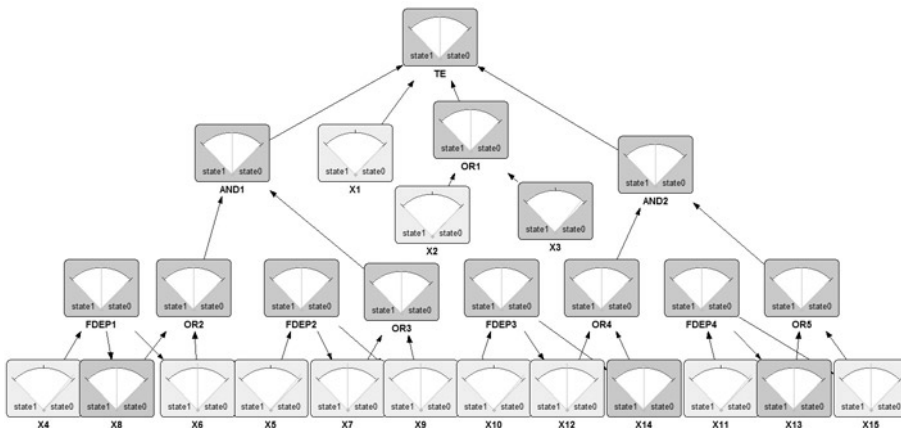 state1 state0
TE
state1 state0
AND1
state1 state0
X1
state1 state0
OR1
state1 state0
AND2
state1 state0
X2
state1 state0
X3
state1 state0
FDEP1
state1 state0
OR2
state1 state0
FDEP2
state1 state0
OR3
state1 state0
FDEP3
state1 state0
OR4
state1 state0
FDEP4
state1 state0
OR5
state1 state0
X4
state1 state0
X8
state1 state0
X6
state1 state0
X5
state1 state0
X7
state1 state0
X9
state1 state0
X10
state1 state0
X12
state1 state0
X14
state1 state0
X11
state1 state0
X13
state1 state0
X15